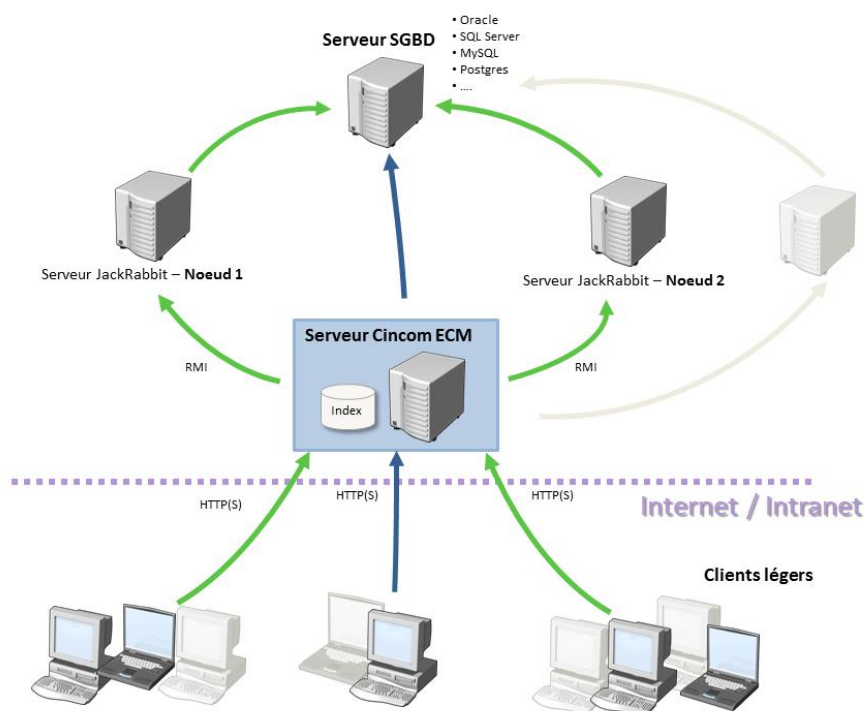 Serveur SGBD
• Oracle
• SQL Server
• MySQL
• Postgres
• ....
Serveur JackRabbit – Noeud 1
Serveur JackRabbit – Noeud 2
Serveur Cincom ECM
Index
RMI
RMI
HTTP(S)
HTTP(S)
HTTP(S)
Internet / Intranet
Clients légers